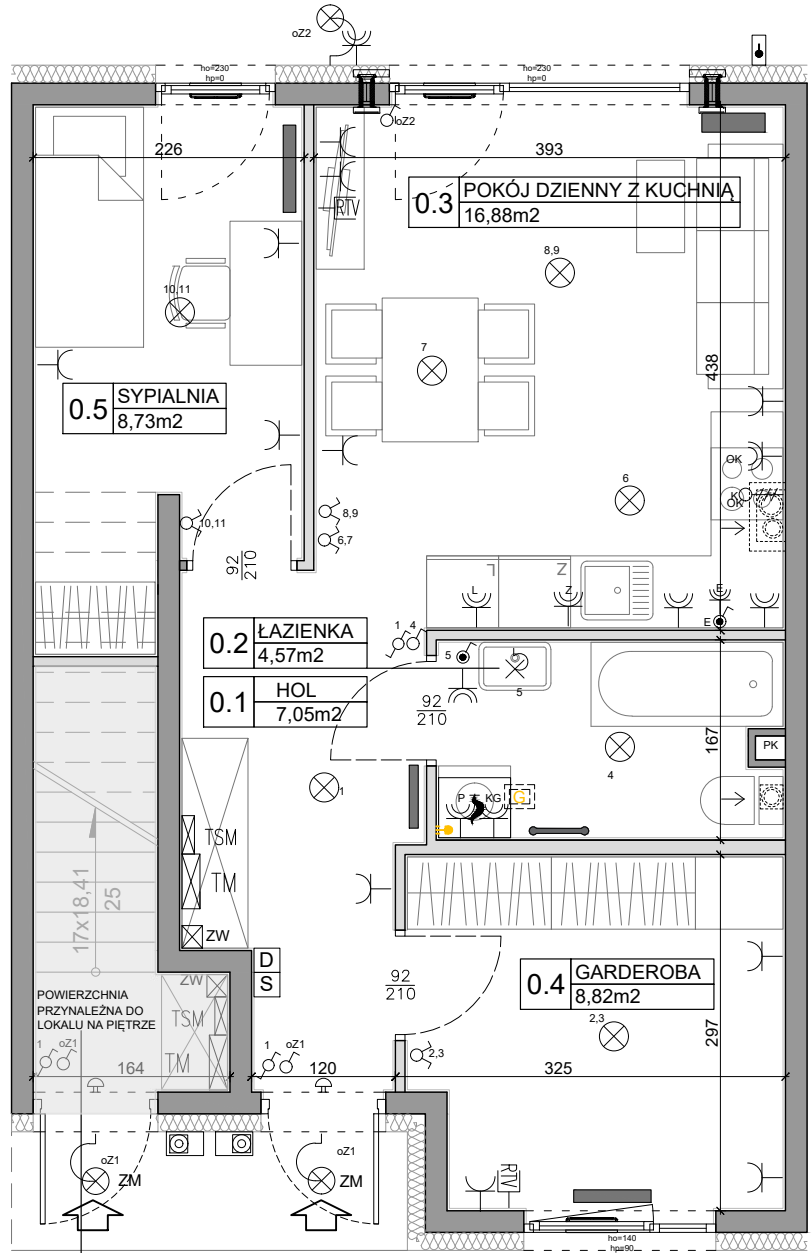 oZ2
ho=230
hp=0
ho=230
hp=0
oZ2
226
393
RTV
0.3 POKÓJ DZIENNY Z KUCHNIĄ
16,88m2
8,9
10,11
7
438
0.5 SYPIALNIA
8,73m2
OK
6
K
OK
10,11
8,9
6,7
92
210
L
Z
L
Z
E
E
0.2 ŁAZIENKA
4,57m2
1 4
5
L
5
0.1 HOL
7,05m2
92
210
167
PK
4
1
P
KG
G
TSM
TM
17x18,41
25
ZW
D
S
92
210
0.4 GARDEROBA
8,82m2
2,3
297
ZW
POWIERZCHNIA
PRZYNALEŻNA DO
LOKALU NA PIĘTRZE
TSM
1 oZ1
1 oZ1
2,3
164
TM
120
325
oZ1
oZ1
ZM
ZM
RTV
ho=140
hp=90